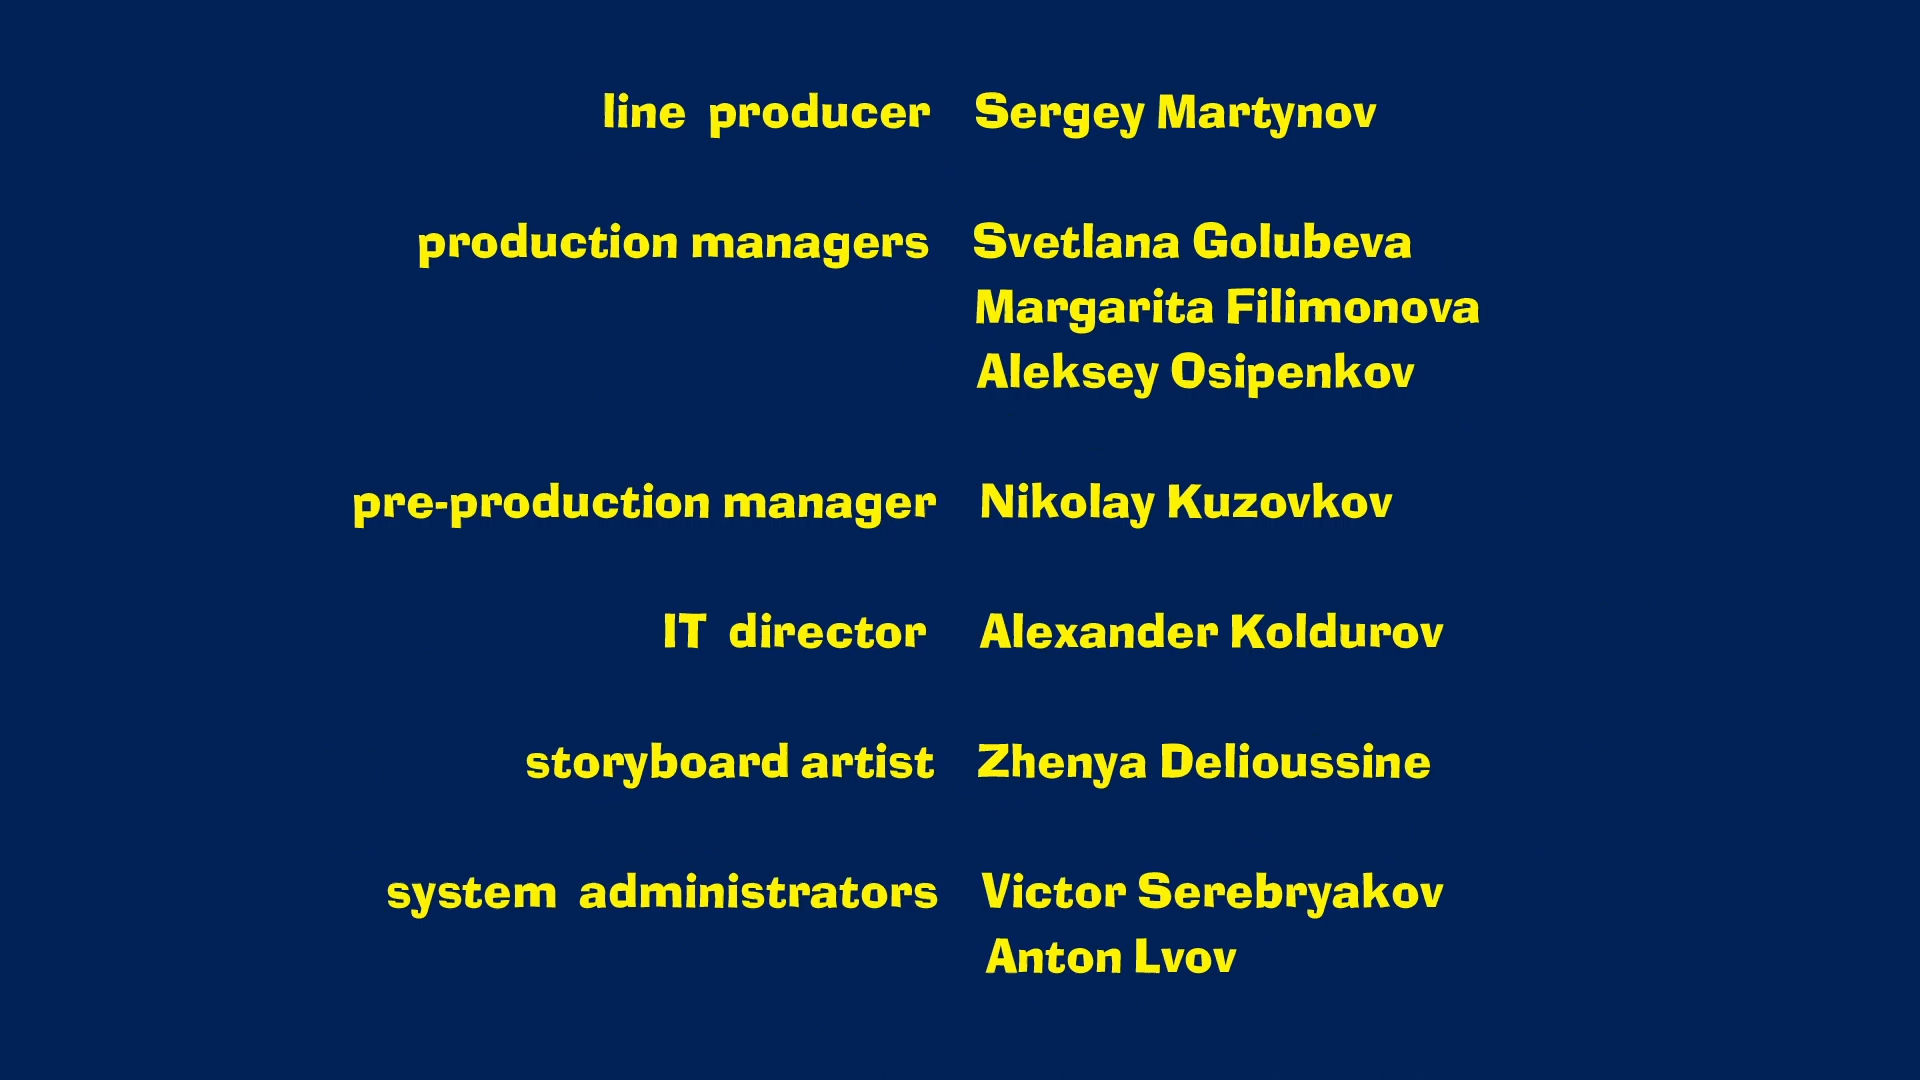 line producer Sergey Martynov
production managers Svetlana Golubeva
Margarita Filimonova
Aleksey Osipenkov
pre-production manager Nikolay Kuzovkov
IT director Alexander Koldurov
storyboard artist Zhenya Delioussine
system administrators Victor Serebryakov
Anton Lvov